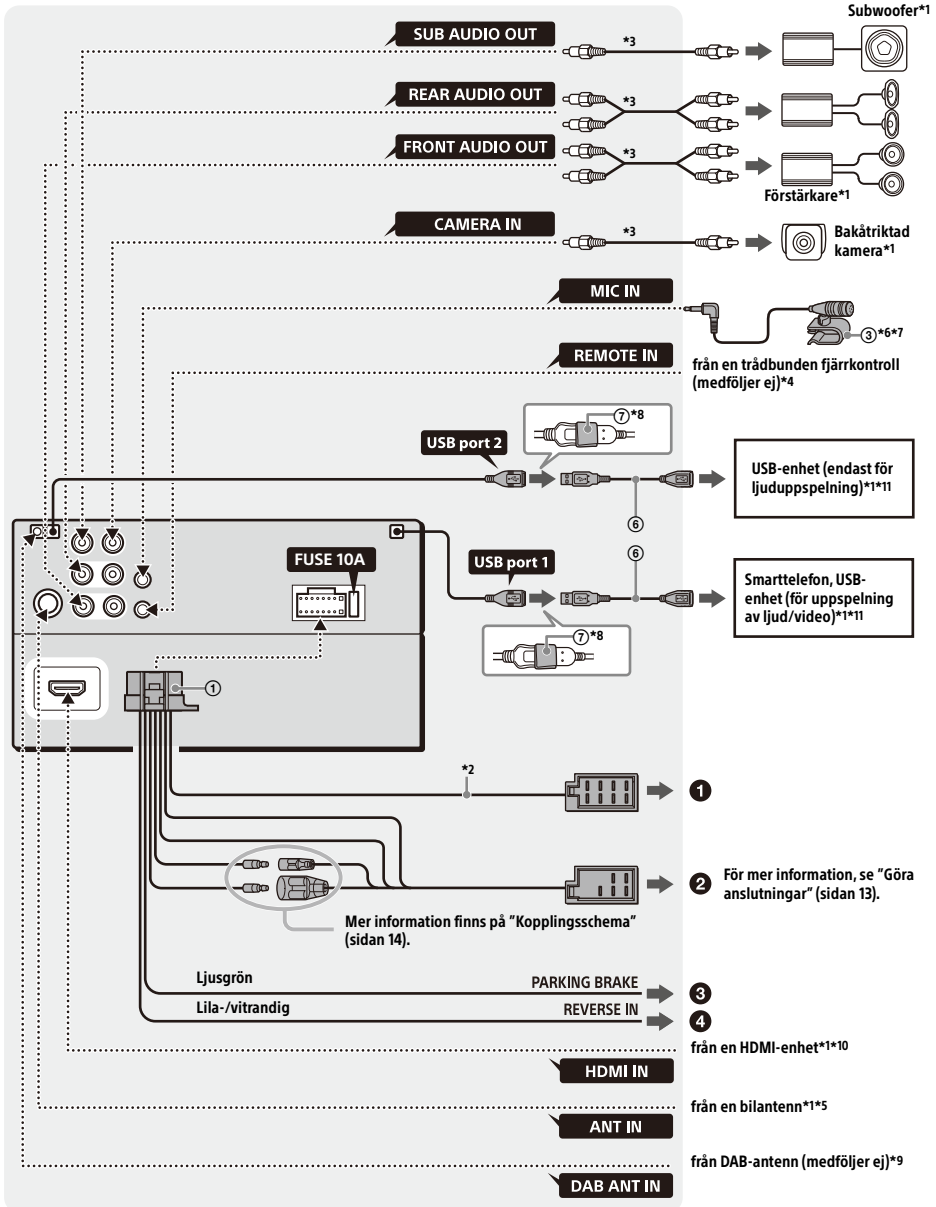 Subwoofer*1
SUB AUDIO OUT
*3
REAR AUDIO OUT
*3
FRONT AUDIO OUT
*3
Förstärkare*1
CAMERA IN
*3
Bakåtriktad
kamera*1
MIC IN
③*6*7
REMOTE IN
från en trådbunden fjärrkontroll
(medföljer ej)*4
⑦*8
USB port 2
USB-enhet (endast för
ljuduppspelning)*1*11
⑥
⑥
FUSE 10A
USB port 1
Smarttelefon, USB-
enhet (för uppspelning
av ljud/video)*1*11
⑦*8
①
*2
❶
❷
För mer information, se "Göra
anslutningar" (sidan 13).
Mer information finns på "Kopplingsschema"
(sidan 14).
Ljusgrön
PARKING BRAKE
❸
Lila-/vitrandig
REVERSE IN
❹
från en HDMI-enhet*1*10
HDMI IN
från en bilantenn*1*5
ANT IN
från DAB-antenn (medföljer ej)*9
DAB ANT IN